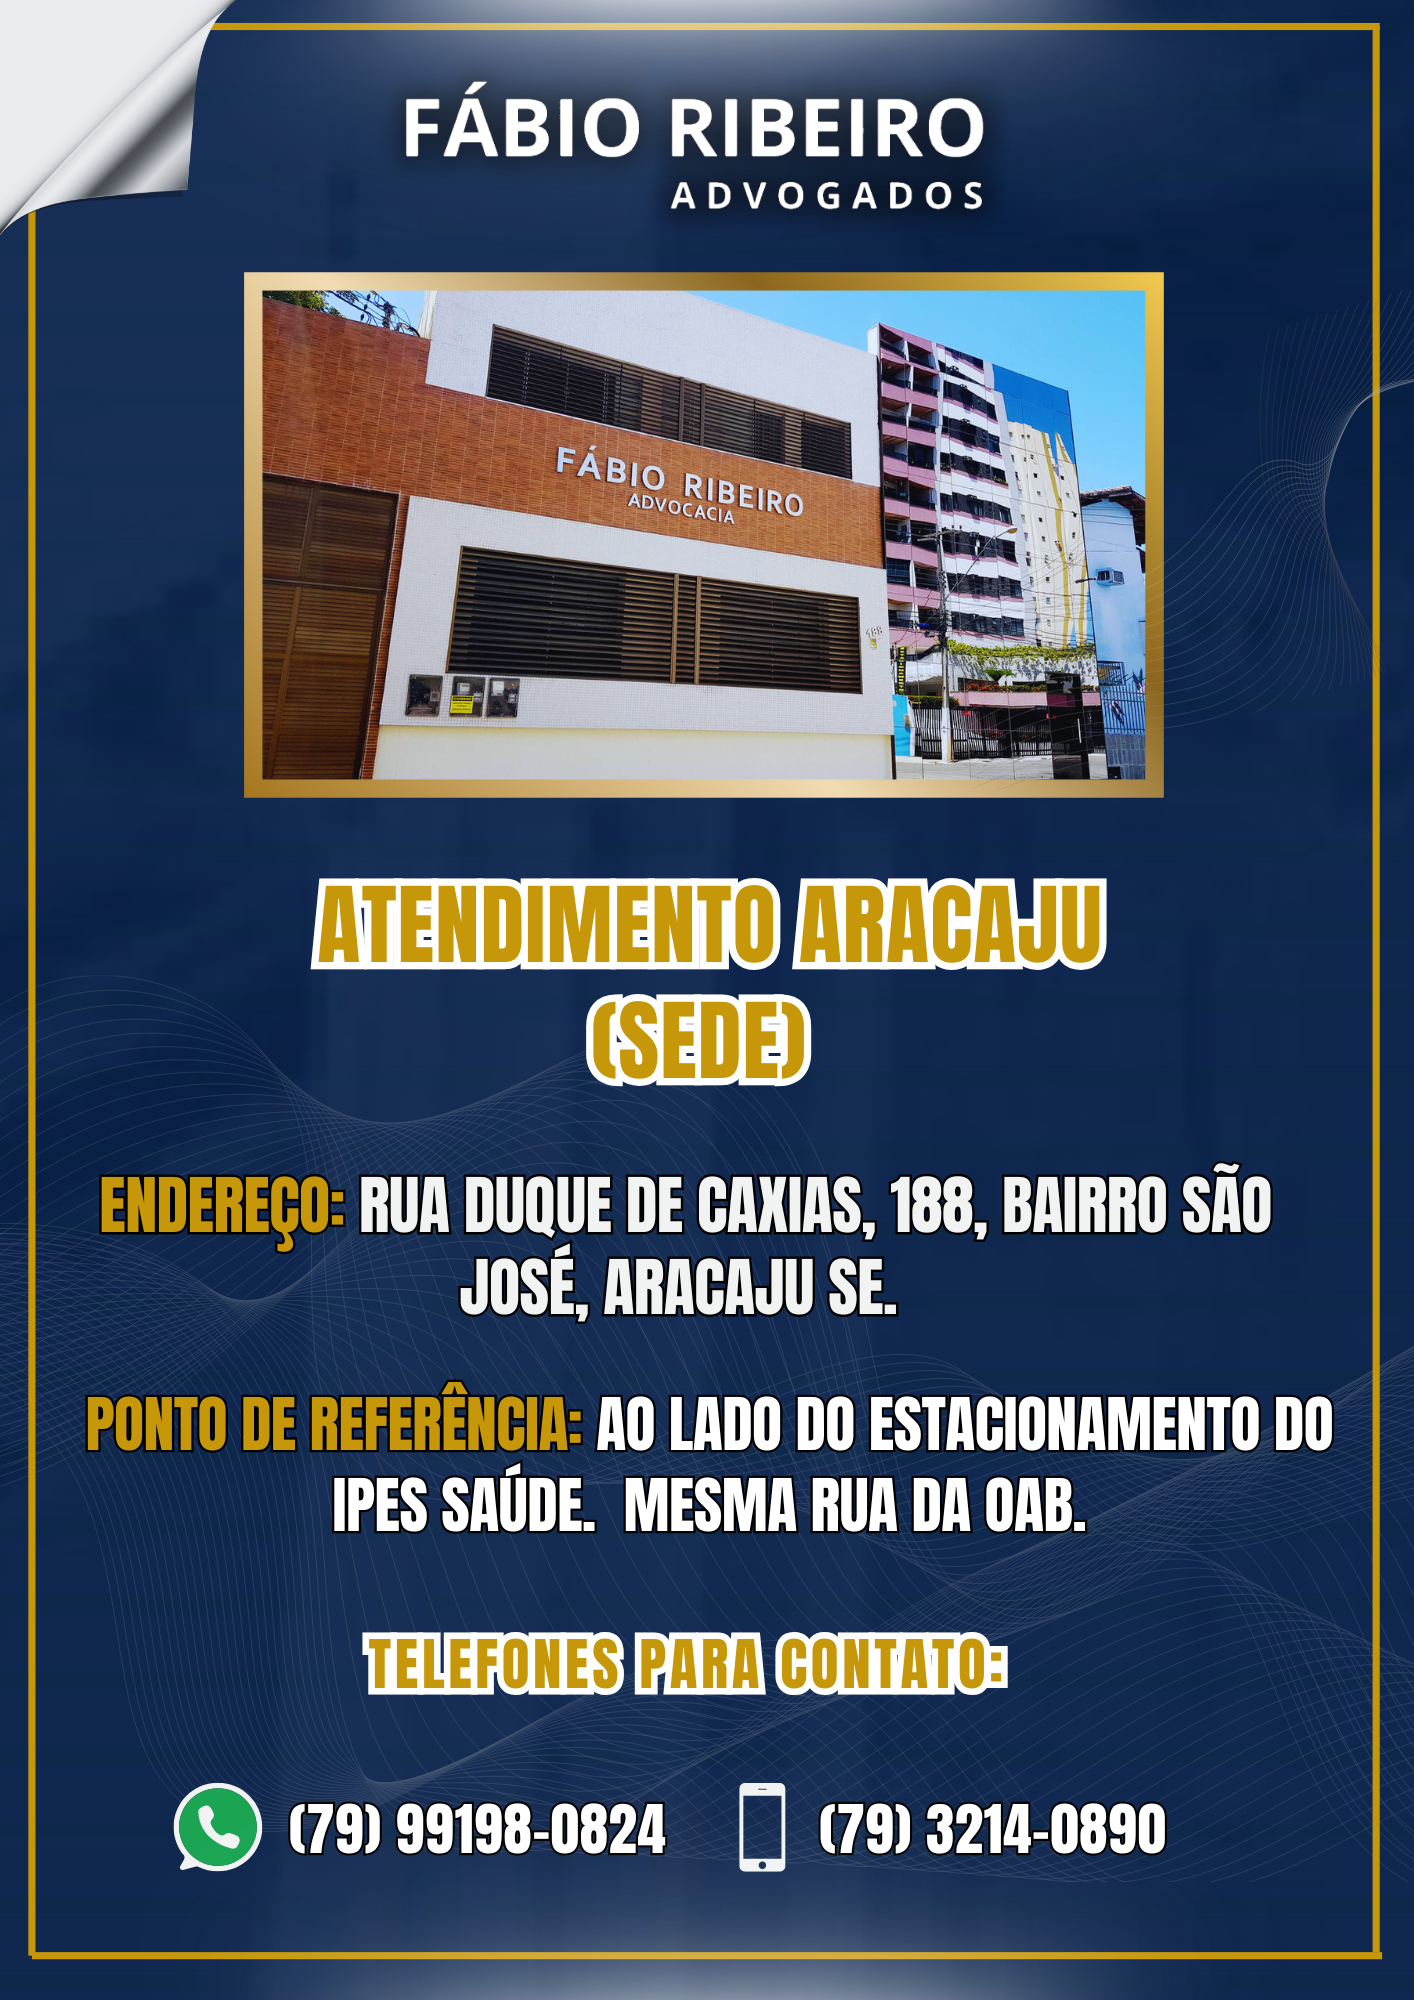 FÁBIO RIBEIRO
ADVOGADOS
FÁBIO RIBEIRO
ADVOCACIA
188
ATENDIMENTO ARACAJU
(SEDE)
ENDEREÇO: RUA DUQUE DE CAXIAS, 188, BAIRRO SÃO
JOSÉ, ARACAJU SE.
PONTO DE REFERÊNCIA: AO LADO DO ESTACIONAMENTO DO
IPES SAÚDE. MESMA RUA DA OAB.
TELEFONES PARA CONTATO:
(79) 99198-0824
(79) 3214-0890